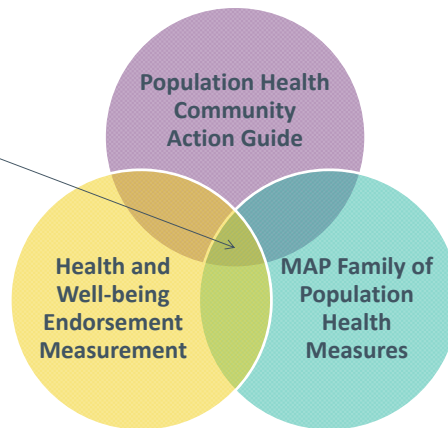 Population Health
Community
Action Guide
Health and
Well-being
Endorsement
Measurement
MAP Family of
Population
Health
Measures